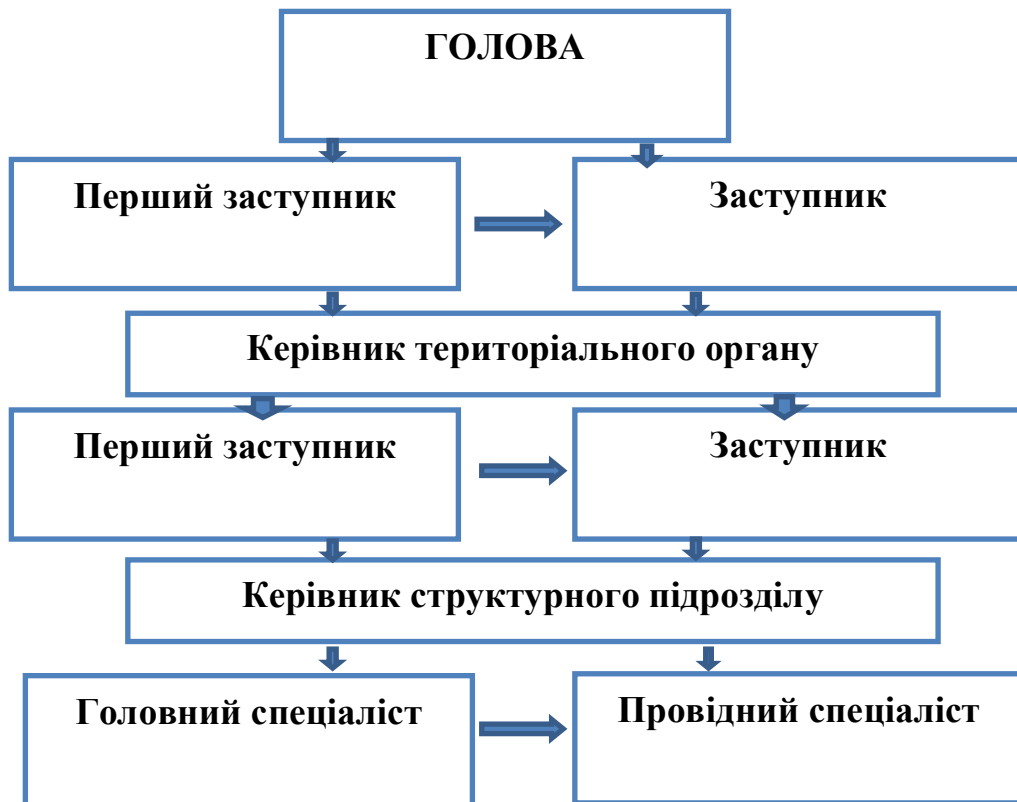 ГОЛОВА
Перший заступник
Заступник
Керівник територіального органу
Перший заступник
Заступник
Керівник структурного підрозділу
Головний спеціаліст
Провідний спеціаліст